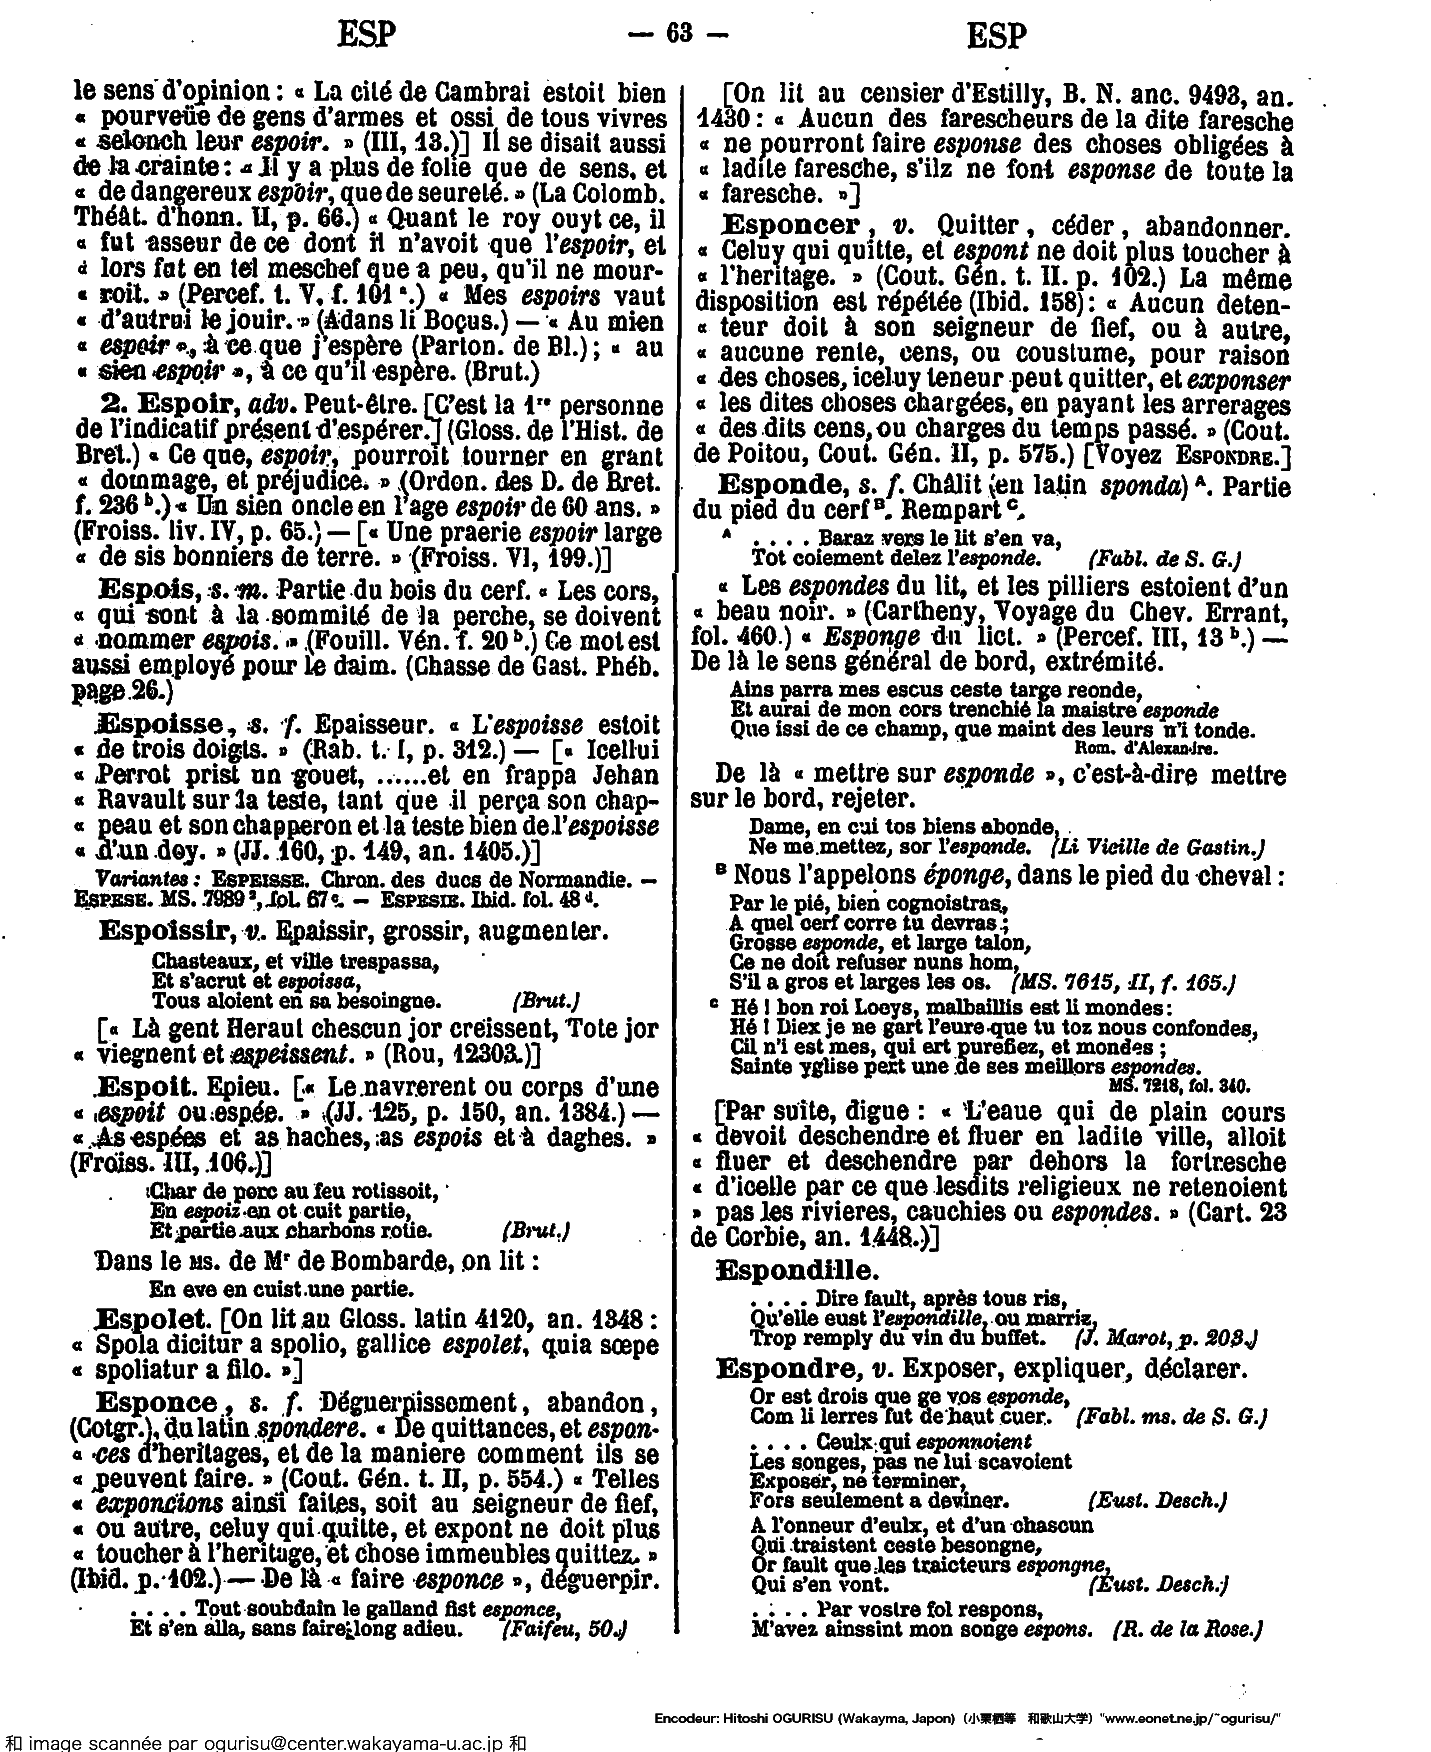 ESP — 63 — ESP
le sens d'opinion : « La cité de Cambrai estoit bien
« pourveüe de gens d'armes et ossi de tous vivres
« selonch leur espoir. » (III, 13.)] Il se disait aussi
de la crainte : « Il y a plus de folie que de sens, et
« de dangereux espoir, que de seureté. » (La Colomb.
Théât. d'honn. II, p. 66.) « Quant le roy ouyt ce, il
« fut asseur de ce dont il n'avoit que l'espoir, et
« lors fut en tel meschef que a peu, qu'il ne mour-
« roit. » (Percef. t. V, f. 101 ª.) « Mes espoirs vaut
« d'autrui le jouir. » (Adans li Boçus.) — « Au mien
« espoir », à ce que j'espère (Parton. de Bl.) ; « au
« sien espoir », à ce qu'il espère. (Brut.)
2. Espoir, adv. Peut-être. [C'est la 1re personne
de l'indicatif présent d'espérer.] (Gloss. de l'Hist. de
Bret.) « Ce que, espoir, pourroit tourner en grant
« dommage, et préjudice. » (Ordon. des D. de Bret.
f. 236 b.) « Un sien oncle en l'age espoir de 60 ans. »
(Froiss. liv. IV, p. 65.) — [« Une praerie espoir large
« de sis bonniers de terre. » (Froiss. VI, 199.)]
Espois, s. m. Partie du bois du cerf. « Les cors,
« qui sont à la sommité de la perche, se doivent
« nommer espois. » (Fouill. Vén. f. 20 b.) Ce mot est
aussi employé pour le daim. (Chasse de Gast. Phéb.
page 26.)
Espoisse, s. f. Epaisseur. « L'espoisse estoit
« de trois doigts. » (Rab. t. I, p. 312.) — [« Icellui
« Perrot prist un gouet, ......et en frappa Jehan
« Ravault sur la teste, tant que il perça son chap-
« peau et son chapperon et la teste bien de l'espoisse
« d'un doy. » (JJ. 160, p. 149, an. 1405.)]
Variantes : ESPEISSE. Chron. des ducs de Normandie. —
ESPESE. MS. 7989 ², fol. 67 c. — ESPESIE. Ibid. fol. 48 d.
Espoissir, v. Epaissir, grossir, augmenter.
Chasteaux, et ville trespassa,
Et s'acrut et espoissa,
Tous aloient en sa besoingne. (Brut.)
[« Là gent Heraut chescun jor creissent, Tote jor
« viegnent et espeissent. » (Rou, 12303.)]
Espoit. Epieu. [« Le navrerent ou corps d'une
« espoit ou espée. » (JJ. 125, p. 150, an. 1384.) —
« As espées et as haches, as espois et à daghes. »
(Froiss. III, 106.)]
Char de porc au feu rotissoit,
En espoiz en ot cuit partie,
Et partie aux charbons rotie. (Brut.)
Dans le MS. de Mr de Bombarde, on lit :
En eve en cuist une partie.
Espolet. [On lit au Gloss. latin 4120, an. 1348 :
« Spola dicitur a spolio, gallice espolet, quia sœpe
« spoliatur a filo. »]
Esponce, s. f. Déguerpissement, abandon,
(Cotgr.), du latin spondere. « De quittances, et espon-
« ces d'heritages, et de la maniere comment ils se
« peuvent faire. » (Cout. Gén. t. II, p. 554.) « Telles
« exponcions ainsi faites, soit au seigneur de fief,
« ou autre, celuy qui quitte, et expont ne doit plus
« toucher à l'heritage, et chose immeubles quittez. »
(Ibid. p. 102.) — De là « faire esponce », déguerpir.
. . . . Tout soubdain le galland fist esponce,
Et s'en alla, sans faire long adieu. (Faifeu, 50.)
[On lit au censier d'Estilly, B. N. anc. 9493, an.
1430 : « Aucun des farescheurs de la dite faresche
« ne pourront faire esponse des choses obligées à
« ladite faresche, s'ilz ne font esponse de toute la
« faresche. »]
Esponcer, v. Quitter, céder, abandonner.
« Celuy qui quitte, et espont ne doit plus toucher à
« l'heritage. » (Cout. Gén. t. II. p. 102.) La même
disposition est répétée (Ibid. 158) : « Aucun deten-
« teur doit à son seigneur de fief, ou à autre,
« aucune rente, cens, ou coustume, pour raison
« des choses, iceluy teneur peut quitter, et exponser
« les dites choses chargées, en payant les arrerages
« des dits cens, ou charges du temps passé. » (Cout.
de Poitou, Cout. Gén. II, p. 575.) [Voyez ESPONDRE.]
Esponde, s. f. Châlit (en latin sponda) A. Partie
du pied du cerf B. Rempart C.
A . . . . Baraz vers le lit s'en va,
Tot coiement delez l'esponde. (Fabl. de S. G.)
« Les espondes du lit, et les pilliers estoient d'un
« beau noir. » (Cartheny, Voyage du Chev. Errant,
fol. 460.) « Esponge du lict. » (Percef. III, 13 b.) —
De là le sens général de bord, extrémité.
Ains parra mes escus ceste targe reonde,
Et aurai de mon cors trenchié la maistre esponde
Que issi de ce champ, que maint des leurs n'i tonde.
Rom. d'Alexandre.
De là « mettre sur esponde », c'est-à-dire mettre
sur le bord, rejeter.
Dame, en cui tos biens abonde,
Ne me mettez, sor l'esponde. (Li Vieille de Gastin.)
B Nous l'appelons éponge, dans le pied du cheval :
Par le pié, bien cognoistras,
A quel cerf corre tu devras ;
Grosse esponde, et large talon,
Ce ne doit refuser nuns hom,
S'il a gros et larges les os. (MS. 7615, II, f. 165.)
C Hé ! bon roi Loeys, malbaillis est li mondes :
Hé ! Diex je ne gart l'eure que tu toz nous confondes,
Cil n'i est mes, qui ert purefiez, et mondes ;
Sainte yglise pert une de ses meillors espondes.
MS. 7218, fol. 340.
[Par suite, digue : « L'eaue qui de plain cours
« devoit deschendre et fluer en ladite ville, alloit
« fluer et deschendre par dehors la fortresche
« d'icelle par ce que lesdits religieux ne retenoient
» pas les rivieres, cauchies ou espondes. » (Cart. 23
de Corbie, an. 1448.)]
Espondille.
. . . . Dire fault, après tous ris,
Qu'elle eust l'espondille, ou marriz,
Trop remply du vin du buffet. (J. Marot, p. 203.)
Espondre, v. Exposer, expliquer, déclarer.
Or est drois que ge vos esponde,
Com li lerres fut de haut cuer. (Fabl. ms. de S. G.)
. . . . Ceulx qui esponnoient
Les songes, pas ne lui scavoient
Exposer, ne terminer,
Fors seulement a deviner. (Eust. Desch.)
A l'onneur d'eulx, et d'un chascun
Qui traistent ceste besongne,
Or fault que les traicteurs espongne,
Qui s'en vont. (Eust. Desch.)
. . . . Par vostre fol respons,
M'avez ainssint mon songe espons. (R. de la Rose.)
Encodeur: Hitoshi OGURISU (Wakayma, Japon) (小栗栖等 和歌山大学) "www.eonet.ne.jp/~ogurisu/"
和 image scannée par ogurisu@center.wakayama-u.ac.jp 和